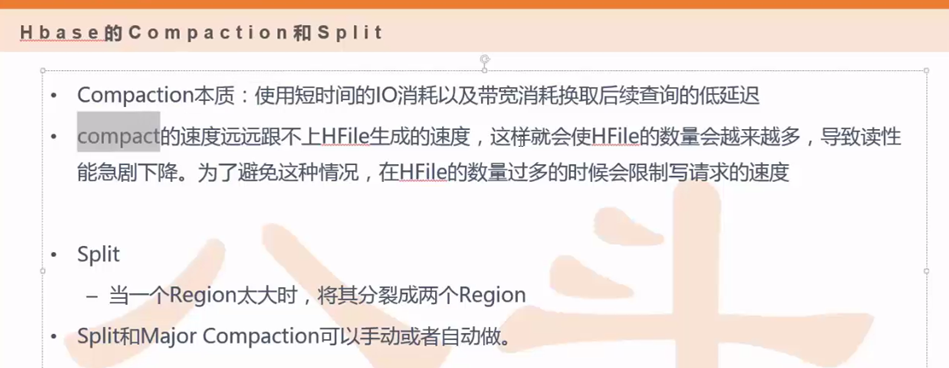 Hbase的Compaction和Split
• Compaction本质：使用短时间的IO消耗以及带宽消耗换取后续查询的低延迟
• compact的速度远远跟不上HFile生成的速度，这样就会使HFile的数量会越来越多，导致读性
能急剧下降。为了避免这种情况，在HFile的数量过多的时候会限制写请求的速度
• Split
– 当一个Region太大时，将其分裂成两个Region
• Split和Major Compaction可以手动或者自动做。
八斗